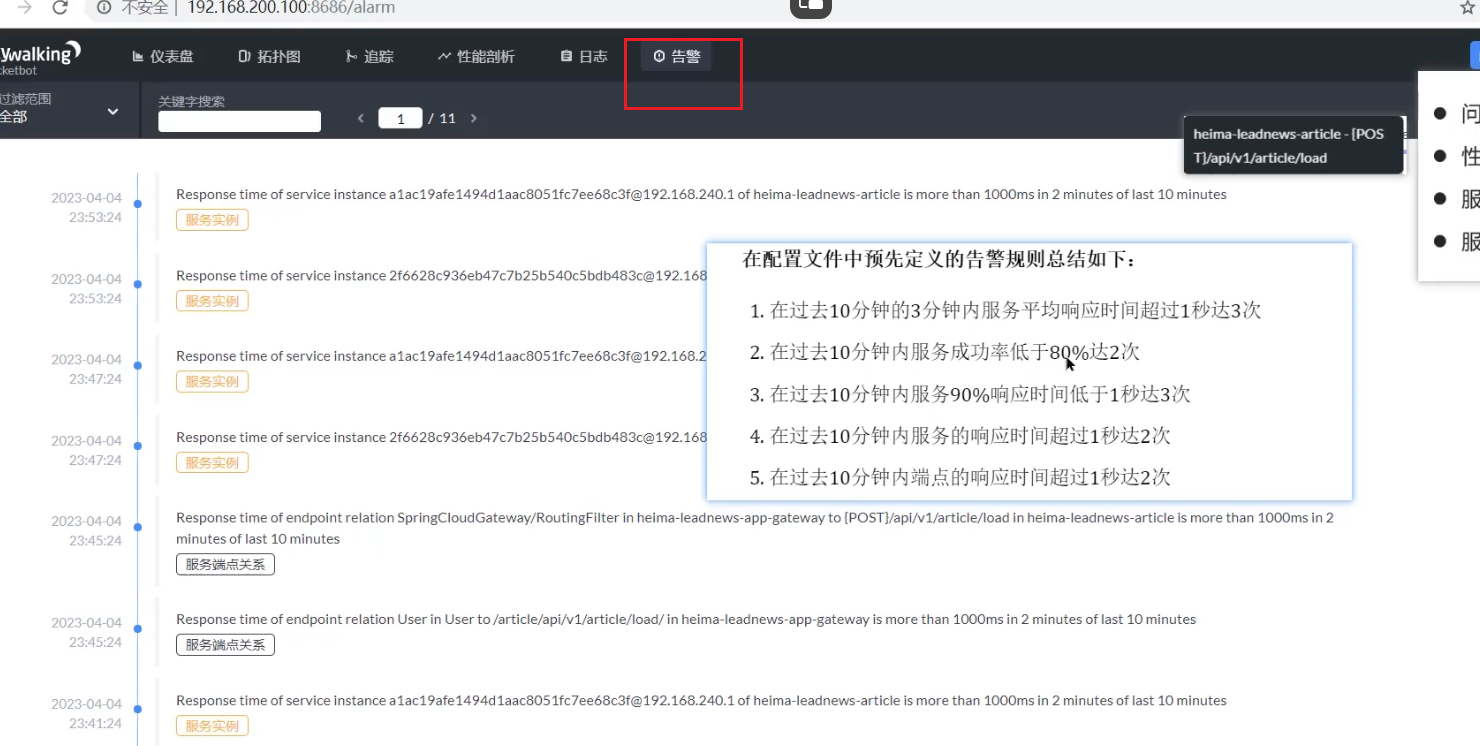 不安全 | 192.168.200.100:8686/alarm
ywalking
ketbot
仪表盘
拓扑图
追踪
性能剖析
日志
告警
过滤范围
全部
关键字搜索
1 / 11
heima-leadnews-article - {POS
T}/api/v1/article/load
问
性
服
服
2023-04-04
23:53:24
Response time of service instance a1ac19afe1494d1aac8051fc7ee68c3f@192.168.240.1 of heima-leadnews-article is more than 1000ms in 2 minutes of last 10 minutes
服务实例
2023-04-04
23:53:24
Response time of service instance 2f6628c936eb47c7b25b540c5bdb483c@192.168
服务实例
2023-04-04
23:47:24
Response time of service instance a1ac19afe1494d1aac8051fc7ee68c3f@192.168.2
服务实例
2023-04-04
23:47:24
Response time of service instance 2f6628c936eb47c7b25b540c5bdb483c@192.168
服务实例
在配置文件中预先定义的告警规则总结如下：
1. 在过去10分钟的3分钟内服务平均响应时间超过1秒达3次
2. 在过去10分钟内服务成功率低于80%达2次
3. 在过去10分钟内服务90%响应时间低于1秒达3次
4. 在过去10分钟内服务的响应时间超过1秒达2次
5. 在过去10分钟内端点的响应时间超过1秒达2次
2023-04-04
23:45:24
Response time of endpoint relation SpringCloudGateway/RoutingFilter in heima-leadnews-app-gateway to {POST}/api/v1/article/load in heima-leadnews-article is more than 1000ms in 2
minutes of last 10 minutes
服务端点关系
2023-04-04
23:45:24
Response time of endpoint relation User in User to /article/api/v1/article/load/ in heima-leadnews-app-gateway is more than 1000ms in 2 minutes of last 10 minutes
服务端点关系
2023-04-04
23:41:24
Response time of service instance a1ac19afe1494d1aac8051fc7ee68c3f@192.168.240.1 of heima-leadnews-article is more than 1000ms in 2 minutes of last 10 minutes
服务实例